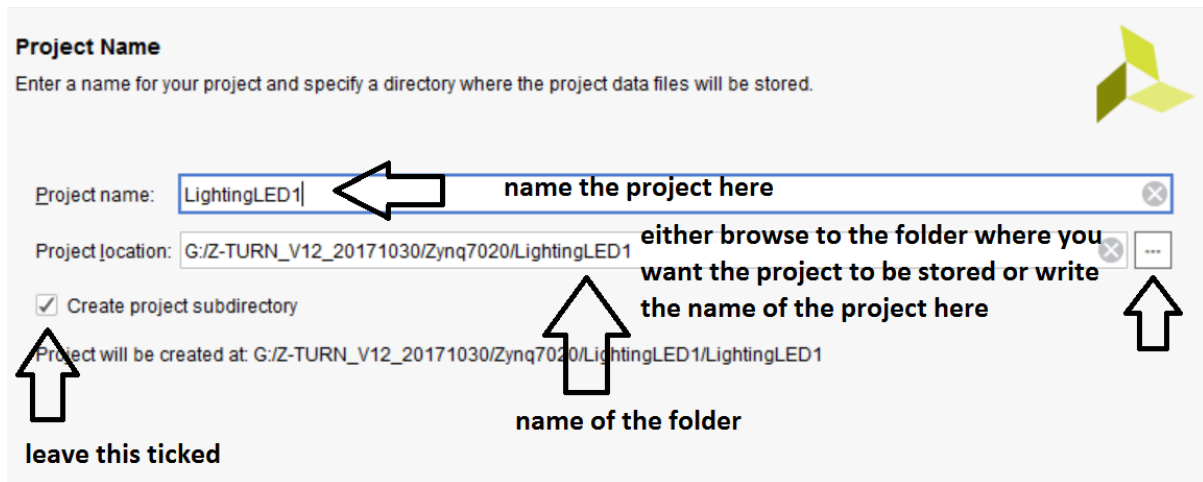 Project Name
Enter a name for your project and specify a directory where the project data files will be stored.
Project name: LightingLED1 name the project here
Project location: G:/Z-TURN_V12_20171030/Zynq7020/LightingLED1 ...
either browse to the folder where you
want the project to be stored or write
the name of the project here
Create project subdirectory
Project will be created at: G:/Z-TURN_V12_20171030/Zynq7020/LightingLED1/LightingLED1
name of the folder
leave this ticked